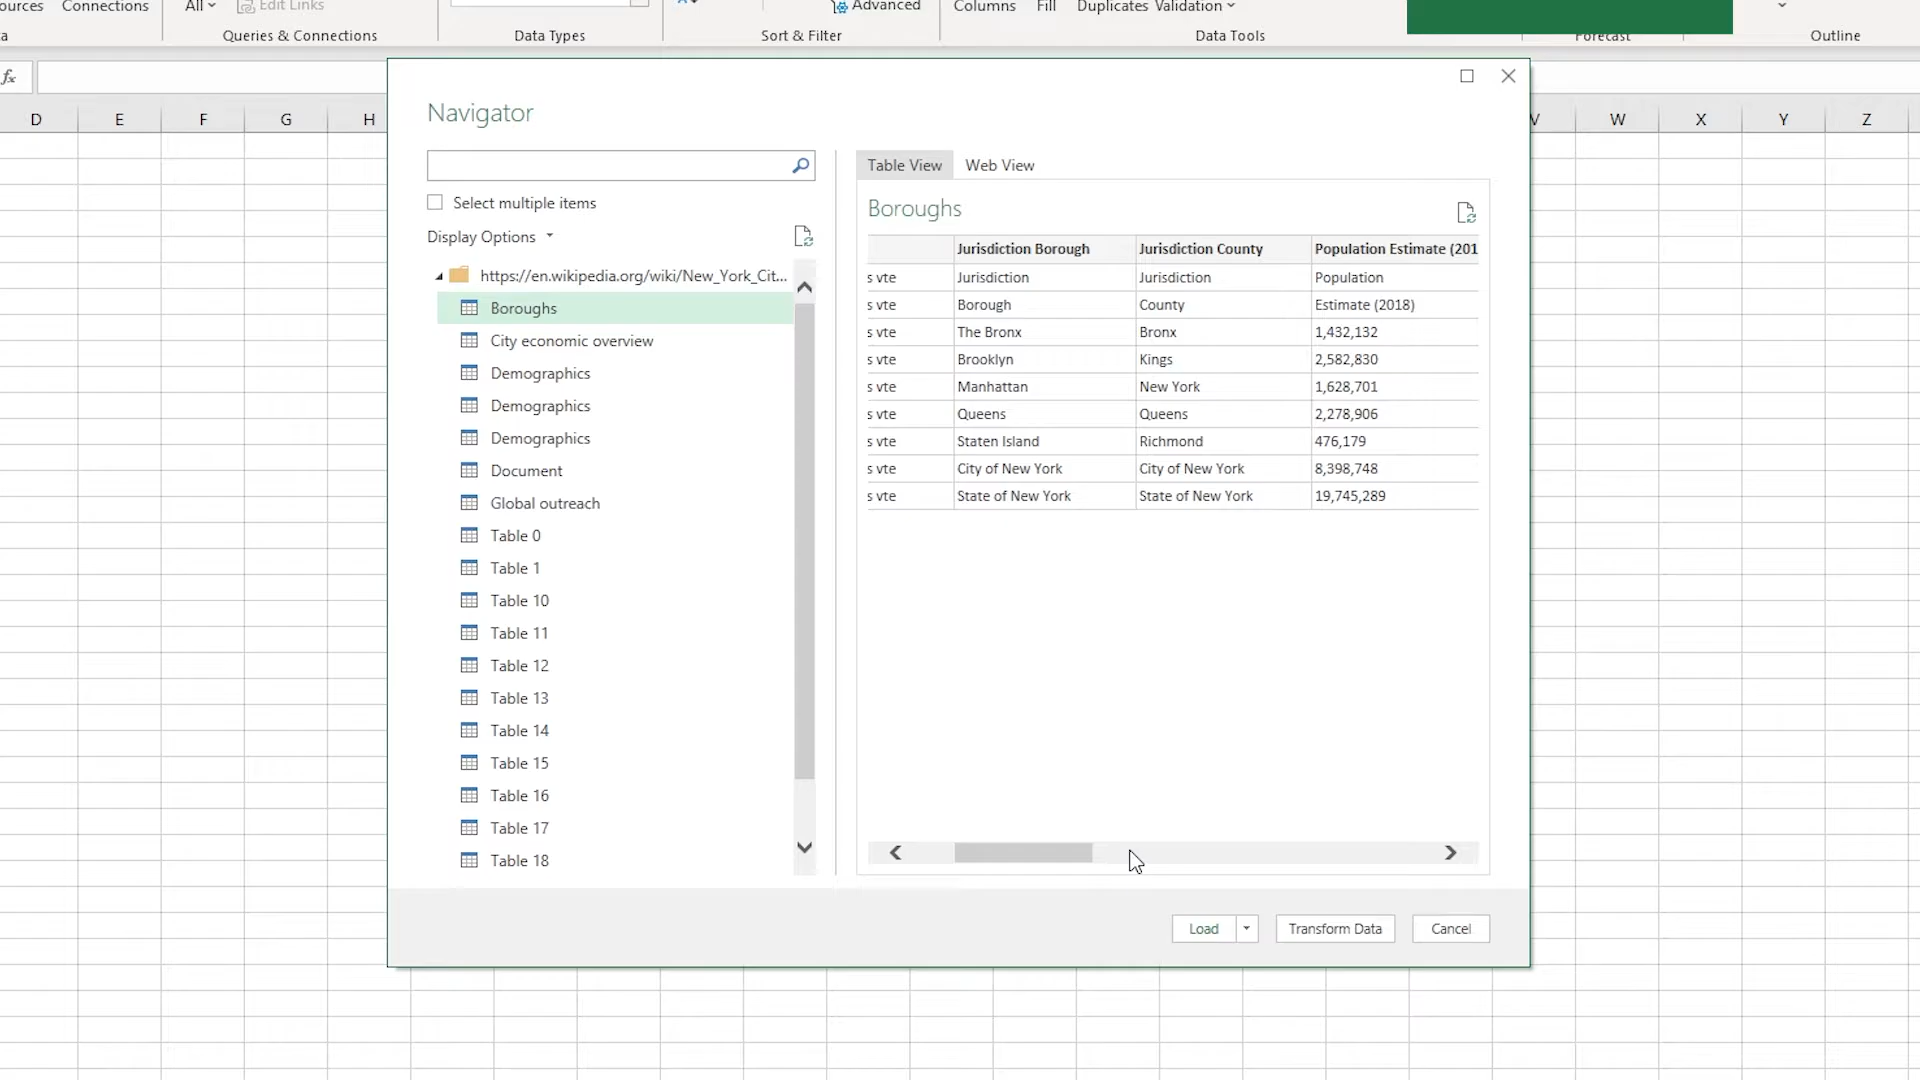 ources Connections All Edit Links Advanced Columns Fill Duplicates Validation
a Queries & Connections Data Types Sort & Filter Data Tools Forecast Outline
fx
D E F G H V W X Y Z
Navigator
Select multiple items
Display Options
https://en.wikipedia.org/wiki/New_York_Cit...
Boroughs
City economic overview
Demographics
Demographics
Demographics
Document
Global outreach
Table 0
Table 1
Table 10
Table 11
Table 12
Table 13
Table 14
Table 15
Table 16
Table 17
Table 18
Table View Web View
Boroughs
Jurisdiction Borough Jurisdiction County Population Estimate (201
s vte Jurisdiction Jurisdiction Population
s vte Borough County Estimate (2018)
s vte The Bronx Bronx 1,432,132
s vte Brooklyn Kings 2,582,830
s vte Manhattan New York 1,628,701
s vte Queens Queens 2,278,906
s vte Staten Island Richmond 476,179
s vte City of New York City of New York 8,398,748
s vte State of New York State of New York 19,745,289
Load Transform Data Cancel